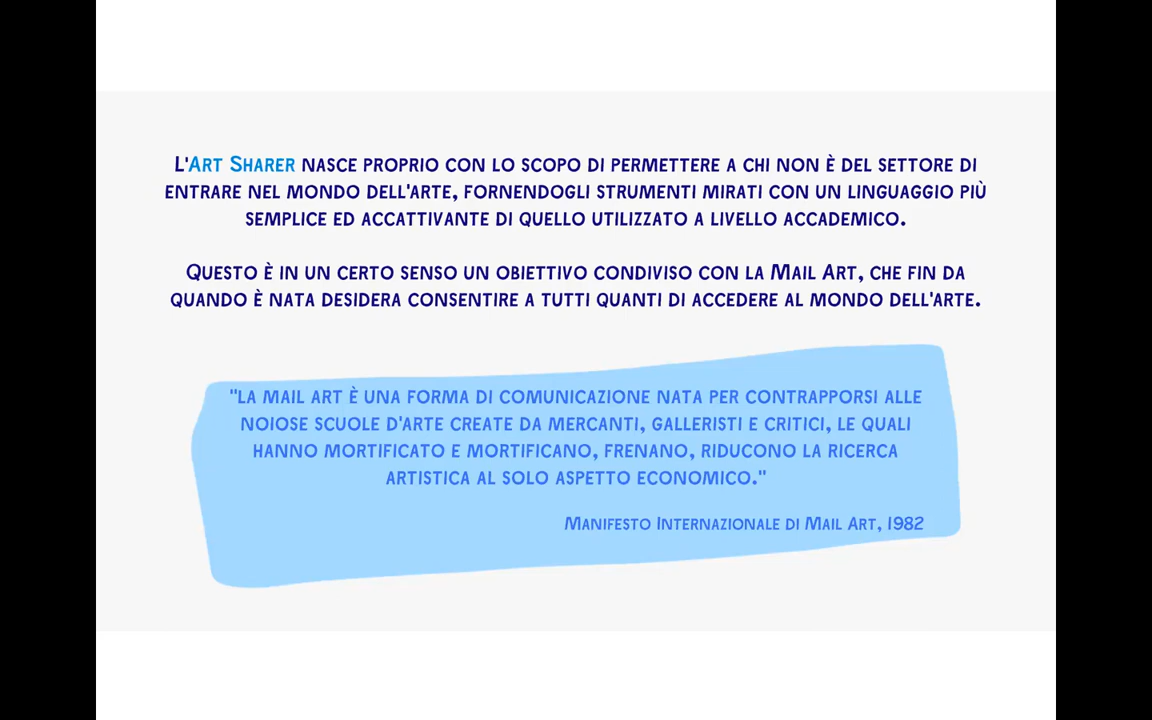 L'Art Sharer nasce proprio con lo scopo di permettere a chi non è del settore di
entrare nel mondo dell'arte, fornendogli strumenti mirati con un linguaggio più
semplice ed accattivante di quello utilizzato a livello accademico.
Questo è in un certo senso un obiettivo condiviso con la Mail Art, che fin da
quando è nata desidera consentire a tutti quanti di accedere al mondo dell'arte.
"la mail art è una forma di comunicazione nata per contrapporsi alle
noiose scuole d'arte create da mercanti, galleristi e critici, le quali
hanno mortificato e mortificano, frenano, riducono la ricerca
artistica al solo aspetto economico."
Manifesto Internazionale di Mail Art, 1982